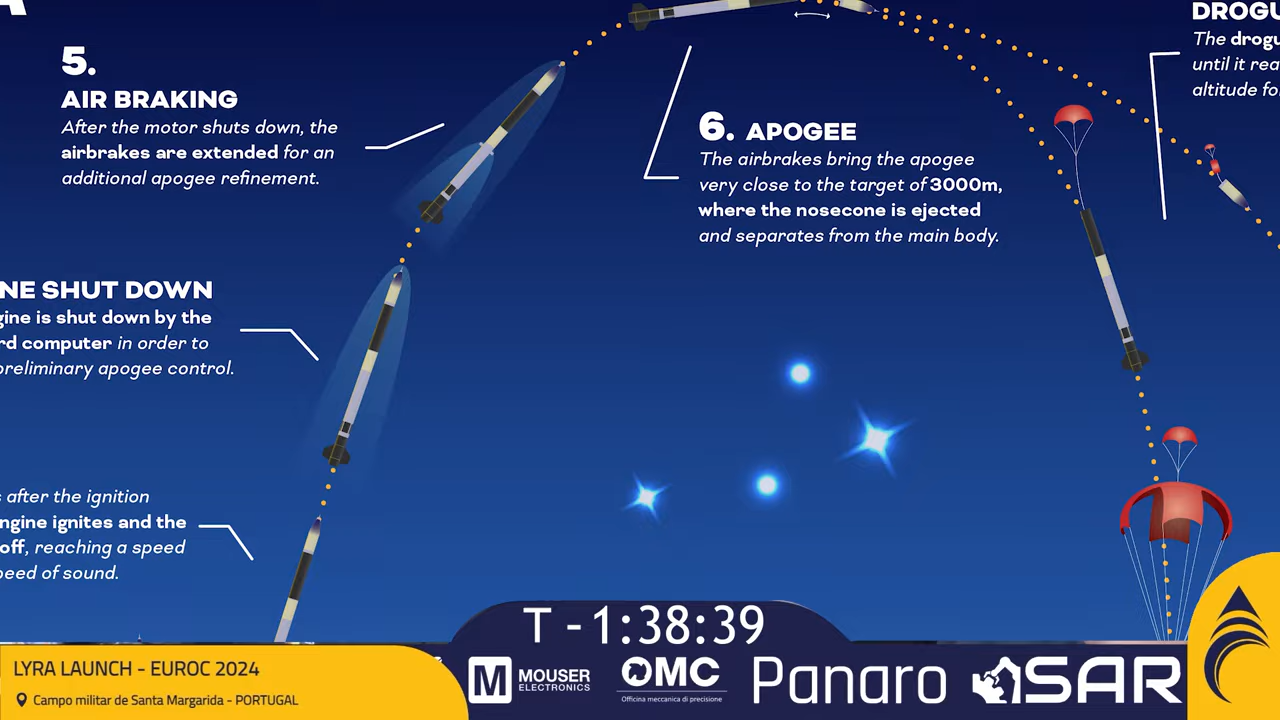 5.
AIR BRAKING
After the motor shuts down, the
airbrakes are extended for an
additional apogee refinement.
NE SHUT DOWN
gine is shut down by the
rd computer in order to
preliminary apogee control.
after the ignition
ngine ignites and the
off, reaching a speed
peed of sound.
6. APOGEE
The airbrakes bring the apogee
very close to the target of 3000m,
where the nosecone is ejected
and separates from the main body.
DROGU
The drogu
until it rea
altitude fo
T - 1:38:39
LYRA LAUNCH - EUROC 2024
Campo militar de Santa Margarida - PORTUGAL
M MOUSER
ELECTRONICS
OMC
Officina meccanica di precisione
Panaro
SAR